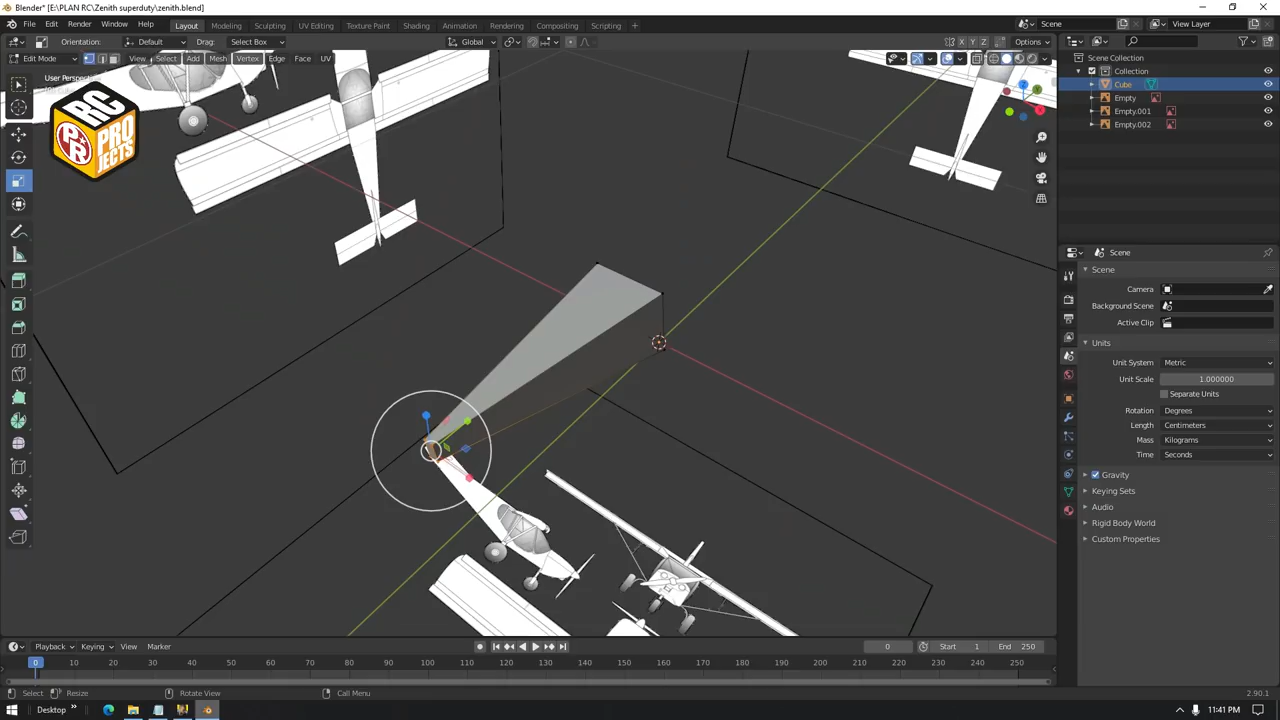 Blender* [E:\PLAN RC\Zenith superduty\zenith.blend]
File Edit Render Window Help Layout Modeling Sculpting UV Editing Texture Paint Shading Animation Rendering Compositing Scripting + Scene View Layer
Orientation: Default Drag: Select Box Global X Y Z Options
Edit Mode View Select Add Mesh Vertex Edge Face UV
User Perspective
RC
PR
PROJECTS
Scene Collection
Collection
Cube
Empty
Empty.001
Empty.002
Scene
Scene
Camera
Background Scene
Active Clip
Units
Unit System Metric
Unit Scale 1.000000
Separate Units
Rotation Degrees
Length Centimeters
Mass Kilograms
Time Seconds
Gravity
Keying Sets
Audio
Rigid Body World
Custom Properties
Playback Keying View Marker 0 Start 1 End 250
0 10 20 30 40 50 60 70 80 90 100 110 120 130 140 150 160 170 180 190 200 210 220 230 240 250
Select Resize Rotate View Call Menu 2.90.1
Desktop » 11:41 PM